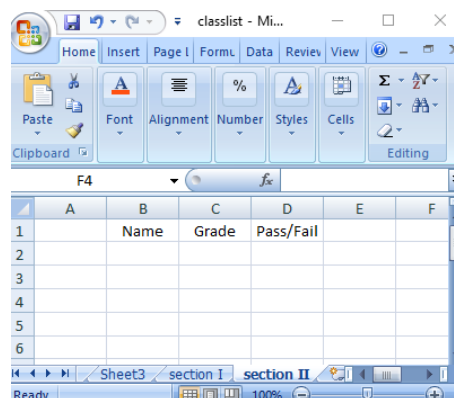 classlist - Mi...
Home Insert Page l Formu Data Review View
Paste Font Alignment Number Styles Cells Σ
Clipboard Editing
F4 fx
A B C D E F
1 Name Grade Pass/Fail
2
3
4
5
6
Sheet3 section I section II
Ready 100%